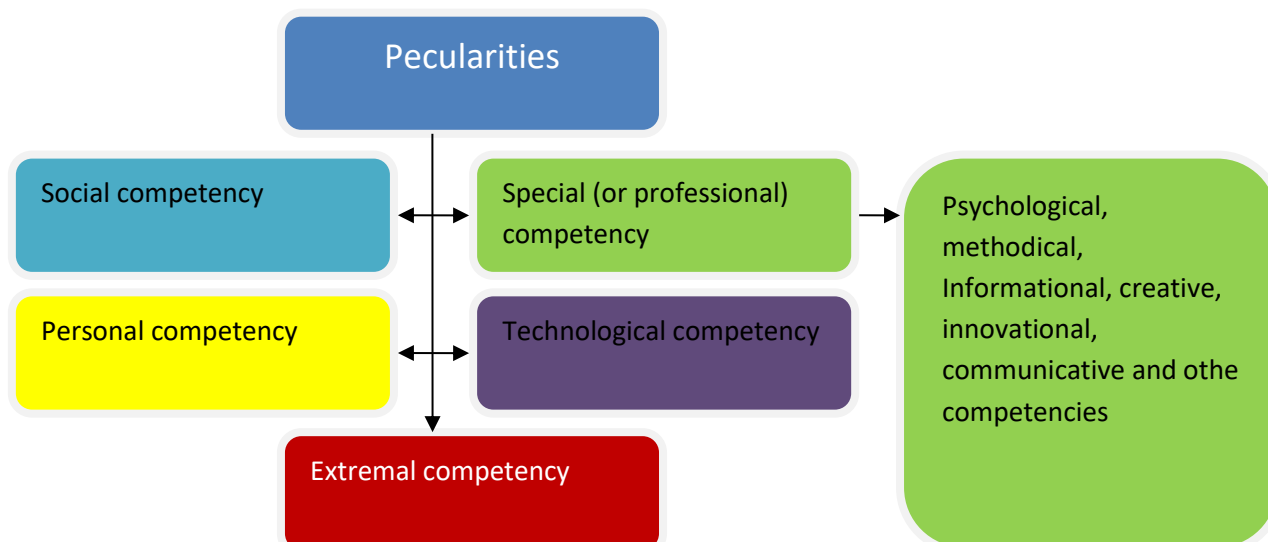 Pecularities
Social competency
Special (or professional)
competency
Psychological,
methodical,
Informational, creative,
innovational,
communicative and othe
competencies
Personal competency
Technological competency
Extremal competency